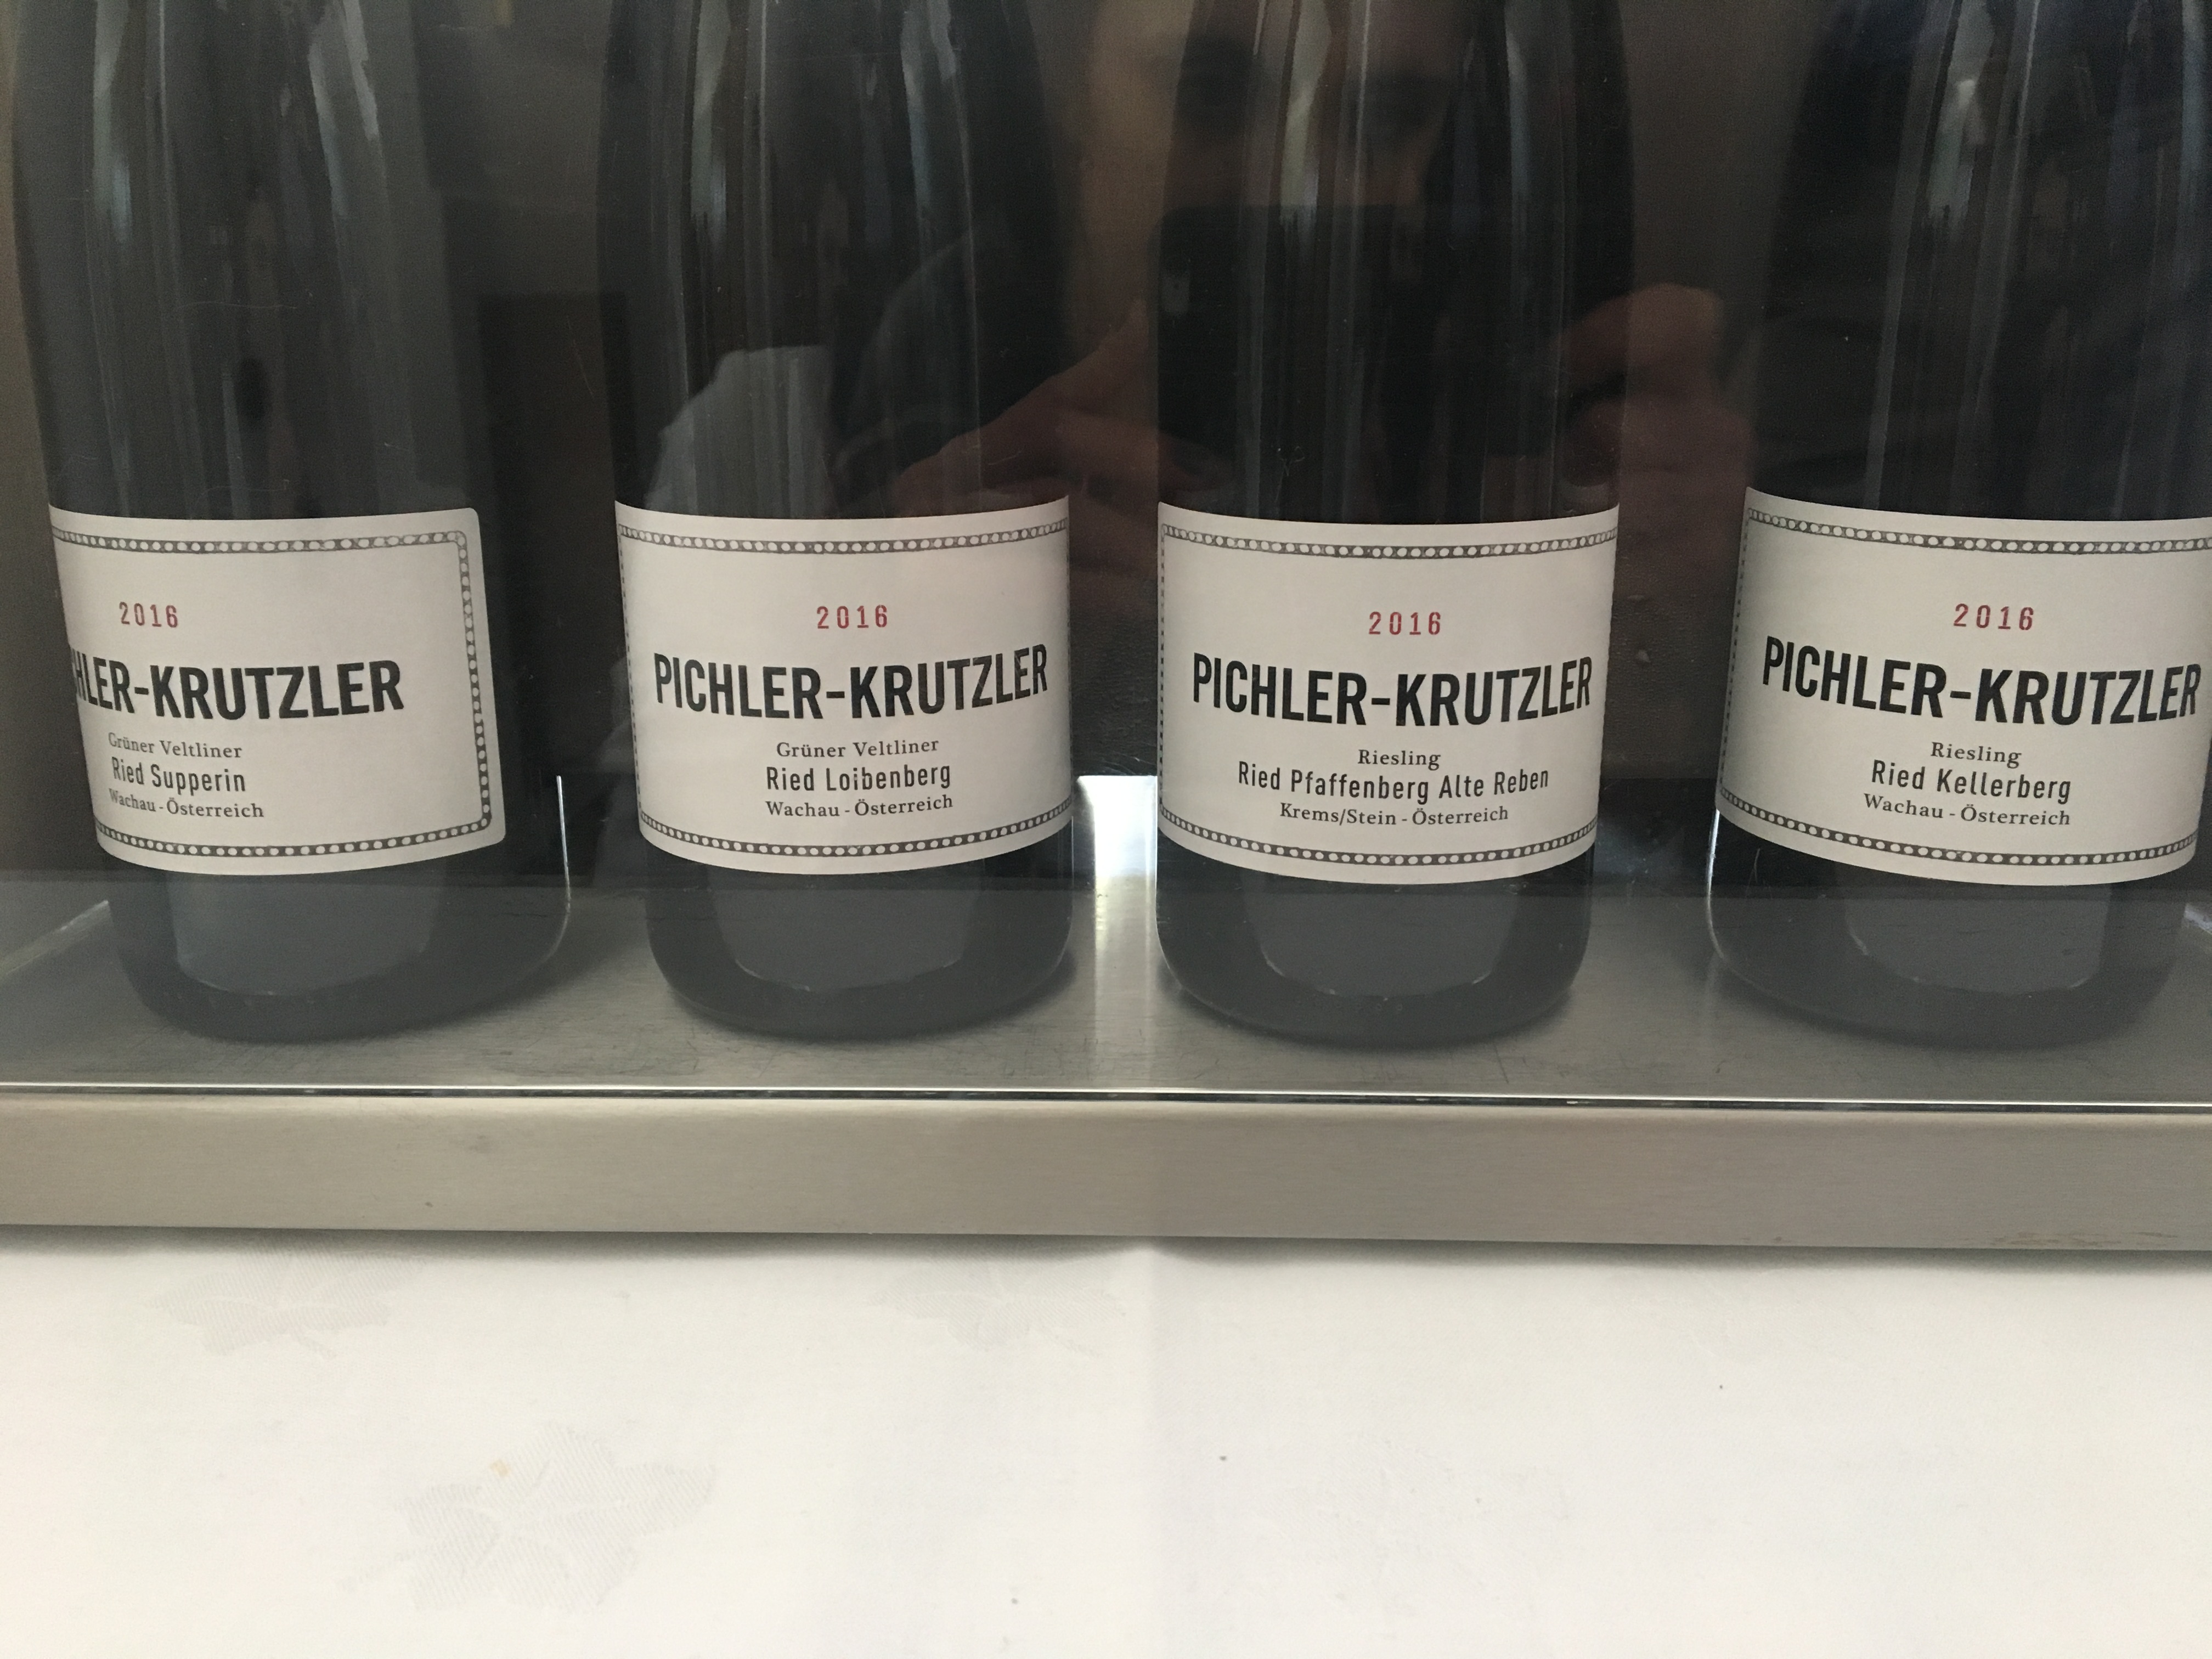 2016
HLER-KRUTZLER
Grüner Veltliner
Ried Supperin
Wachau - Österreich
2016
PICHLER-KRUTZLER
Grüner Veltliner
Ried Loibenberg
Wachau - Österreich
2016
PICHLER-KRUTZLER
Riesling
Ried Pfaffenberg Alte Reben
Krems/Stein - Österreich
2016
PICHLER-KRUTZLER
Riesling
Ried Kellerberg
Wachau - Österreich